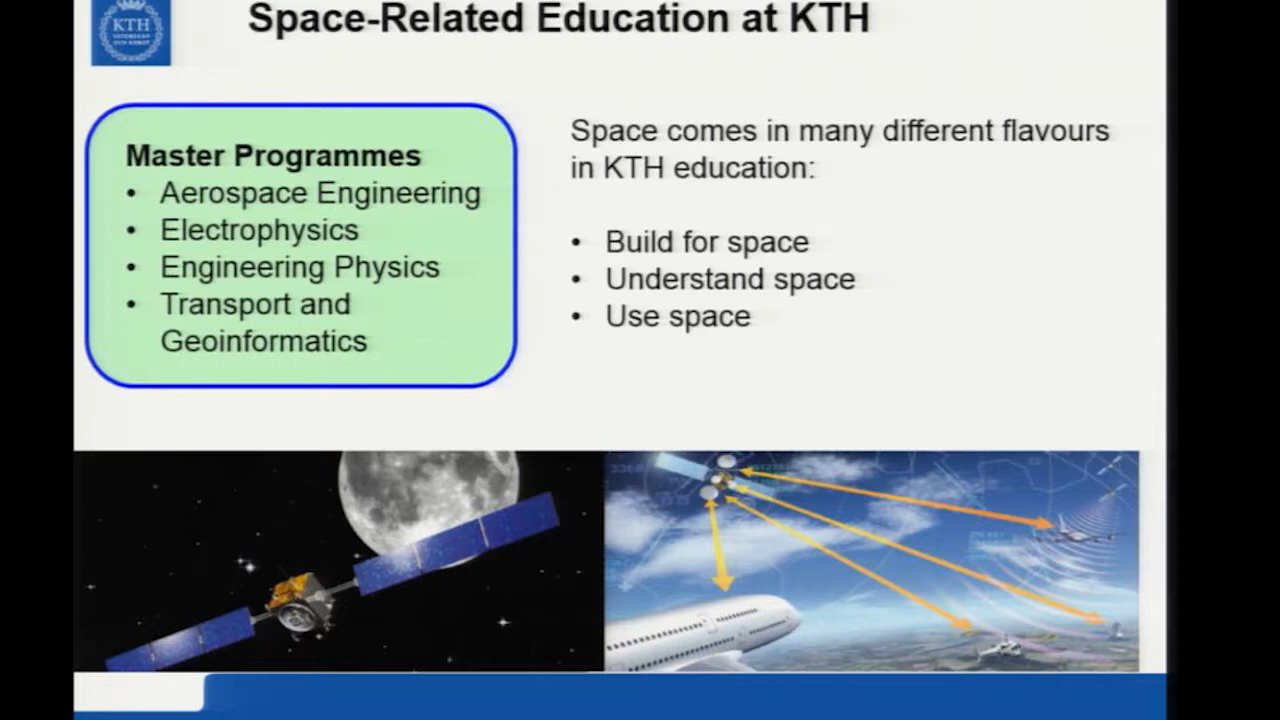 KTH
Space-Related Education at KTH
Master Programmes
• Aerospace Engineering
• Electrophysics
• Engineering Physics
• Transport and
Geoinformatics
Space comes in many different flavours
in KTH education:
• Build for space
• Understand space
• Use space